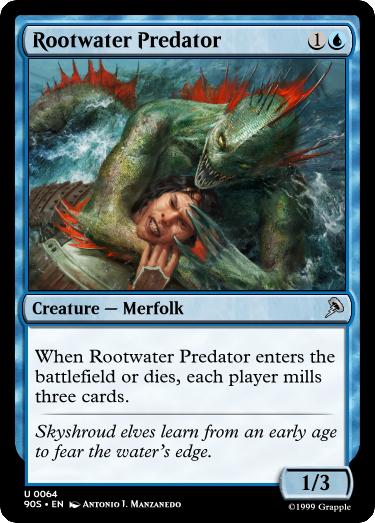 Rootwater Predator 1
Creature — Merfolk
When Rootwater Predator enters the
battlefield or dies, each player mills
three cards.
Skyshroud elves learn from an early age
to fear the water's edge.
1/3
U 0064
90S • EN Antonio J. Manzanedo
©1999 Grapple